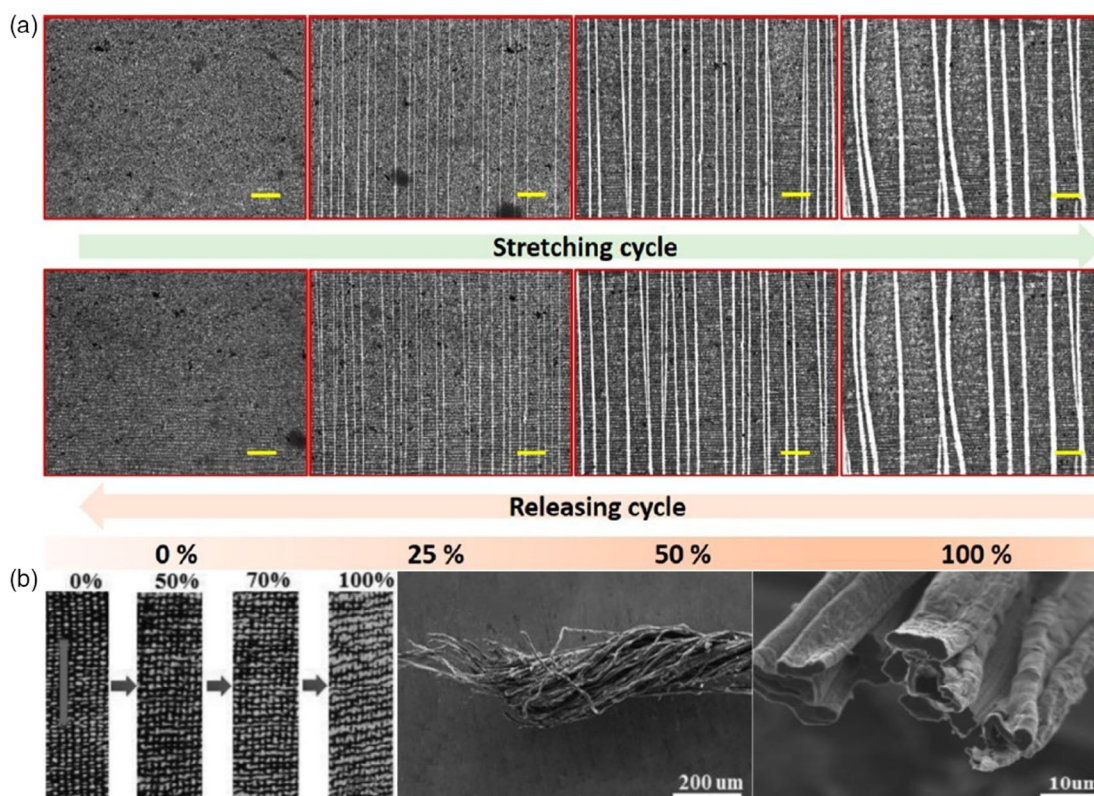 (a)
Stretching cycle
Releasing cycle
0 % 25 % 50 % 100 %
(b)
0% 50% 70% 100%
200 um
10um